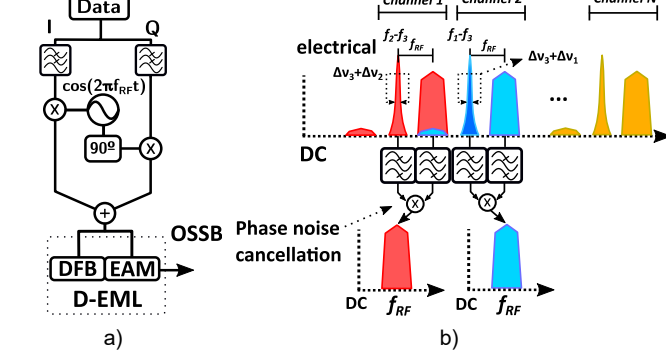 Data
I
Q
cos(2πf_RF t)
X
90º
X
+
OSSB
DFB
EAM
D-EML
a)
Channel 1
Channel 2
Channel N
f₂-f₃
f₁-f₃
electrical
f_RF
f_RF
Δν₃+Δν₂
Δν₃+Δν₁
...
DC
X
X
Phase noise
cancellation
DC
f_RF
DC
f_RF
b)